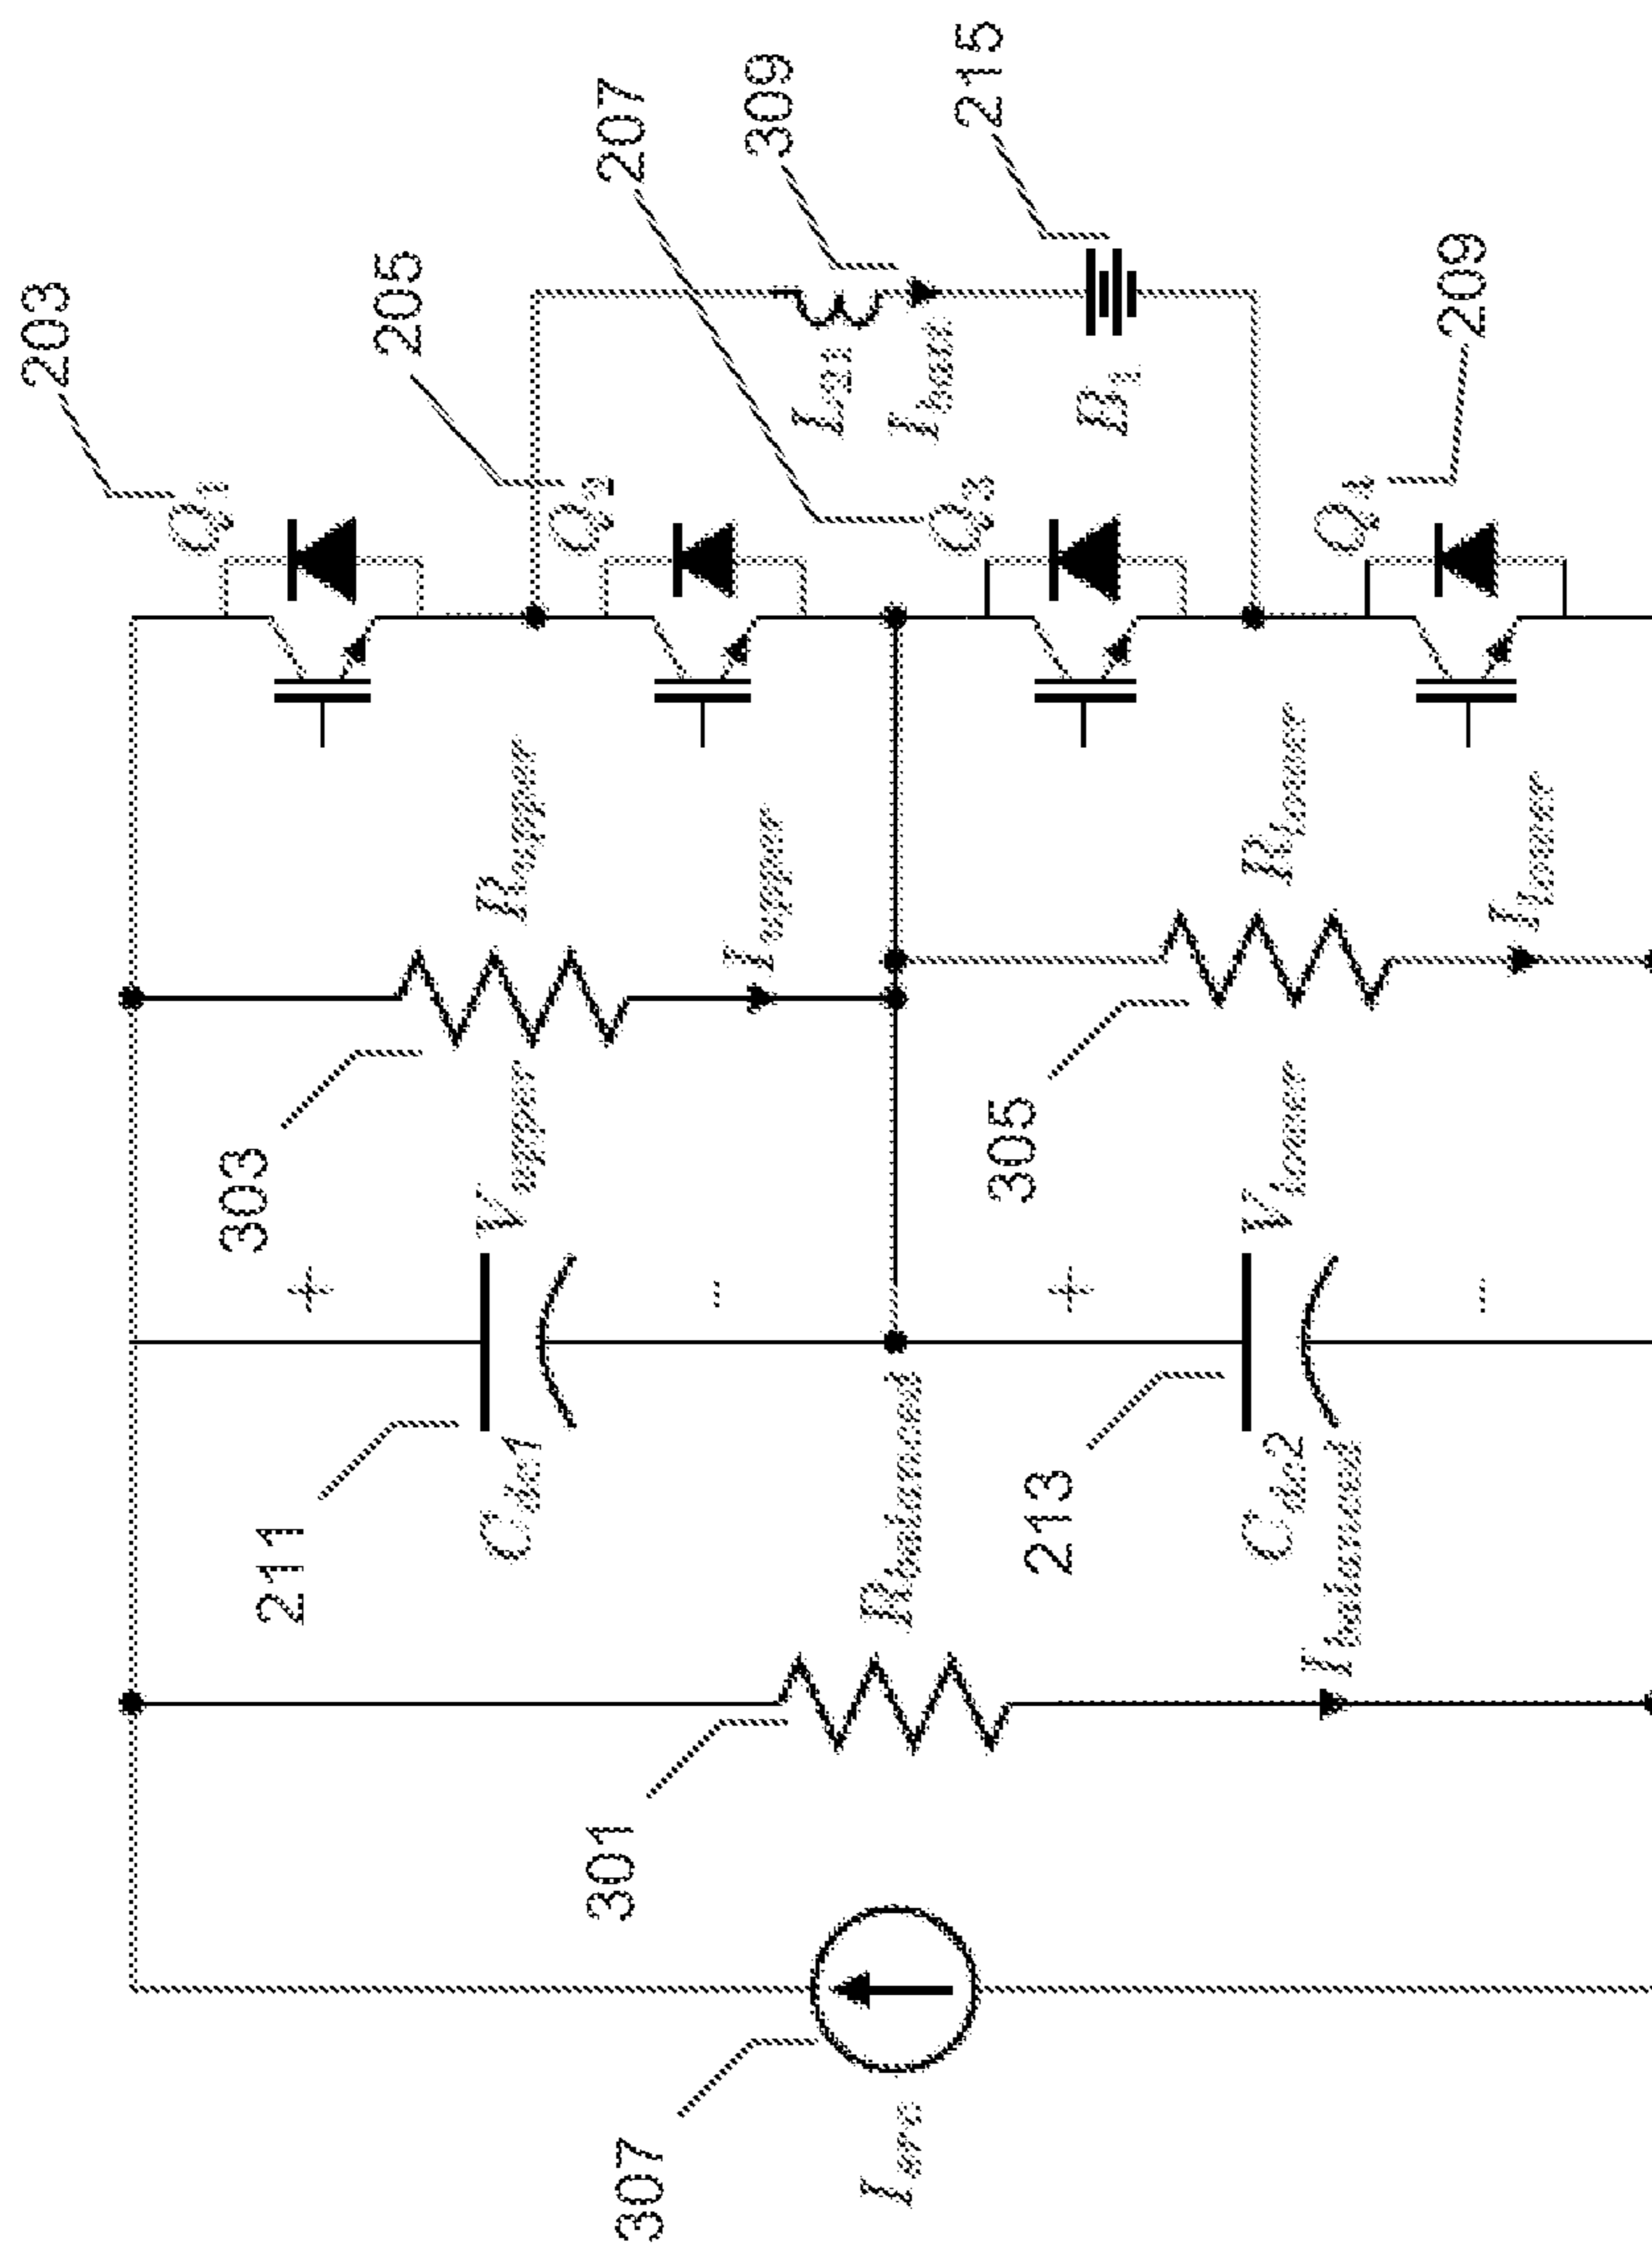 203
Q1
205
Q2
207
Q3
309
L21
Ibatt
215
B1
209
Q4
303
Rupper
Iupper
305
Rlower
Ilower
211
Cdc1
+
Vupper
-
213
Cdc2
+
Vlower
-
301
Rbalanced
Ibalanced
307
Isrc